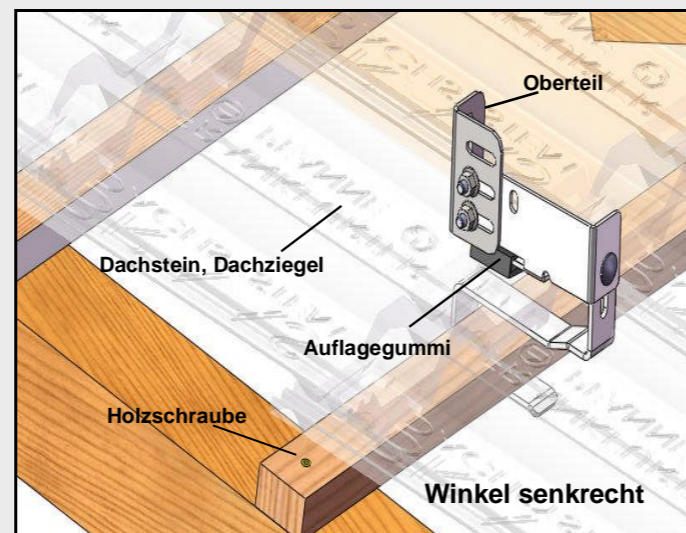 Oberteil
Dachstein, Dachziegel
Auflagegummi
Holzschraube
Winkel senkrecht